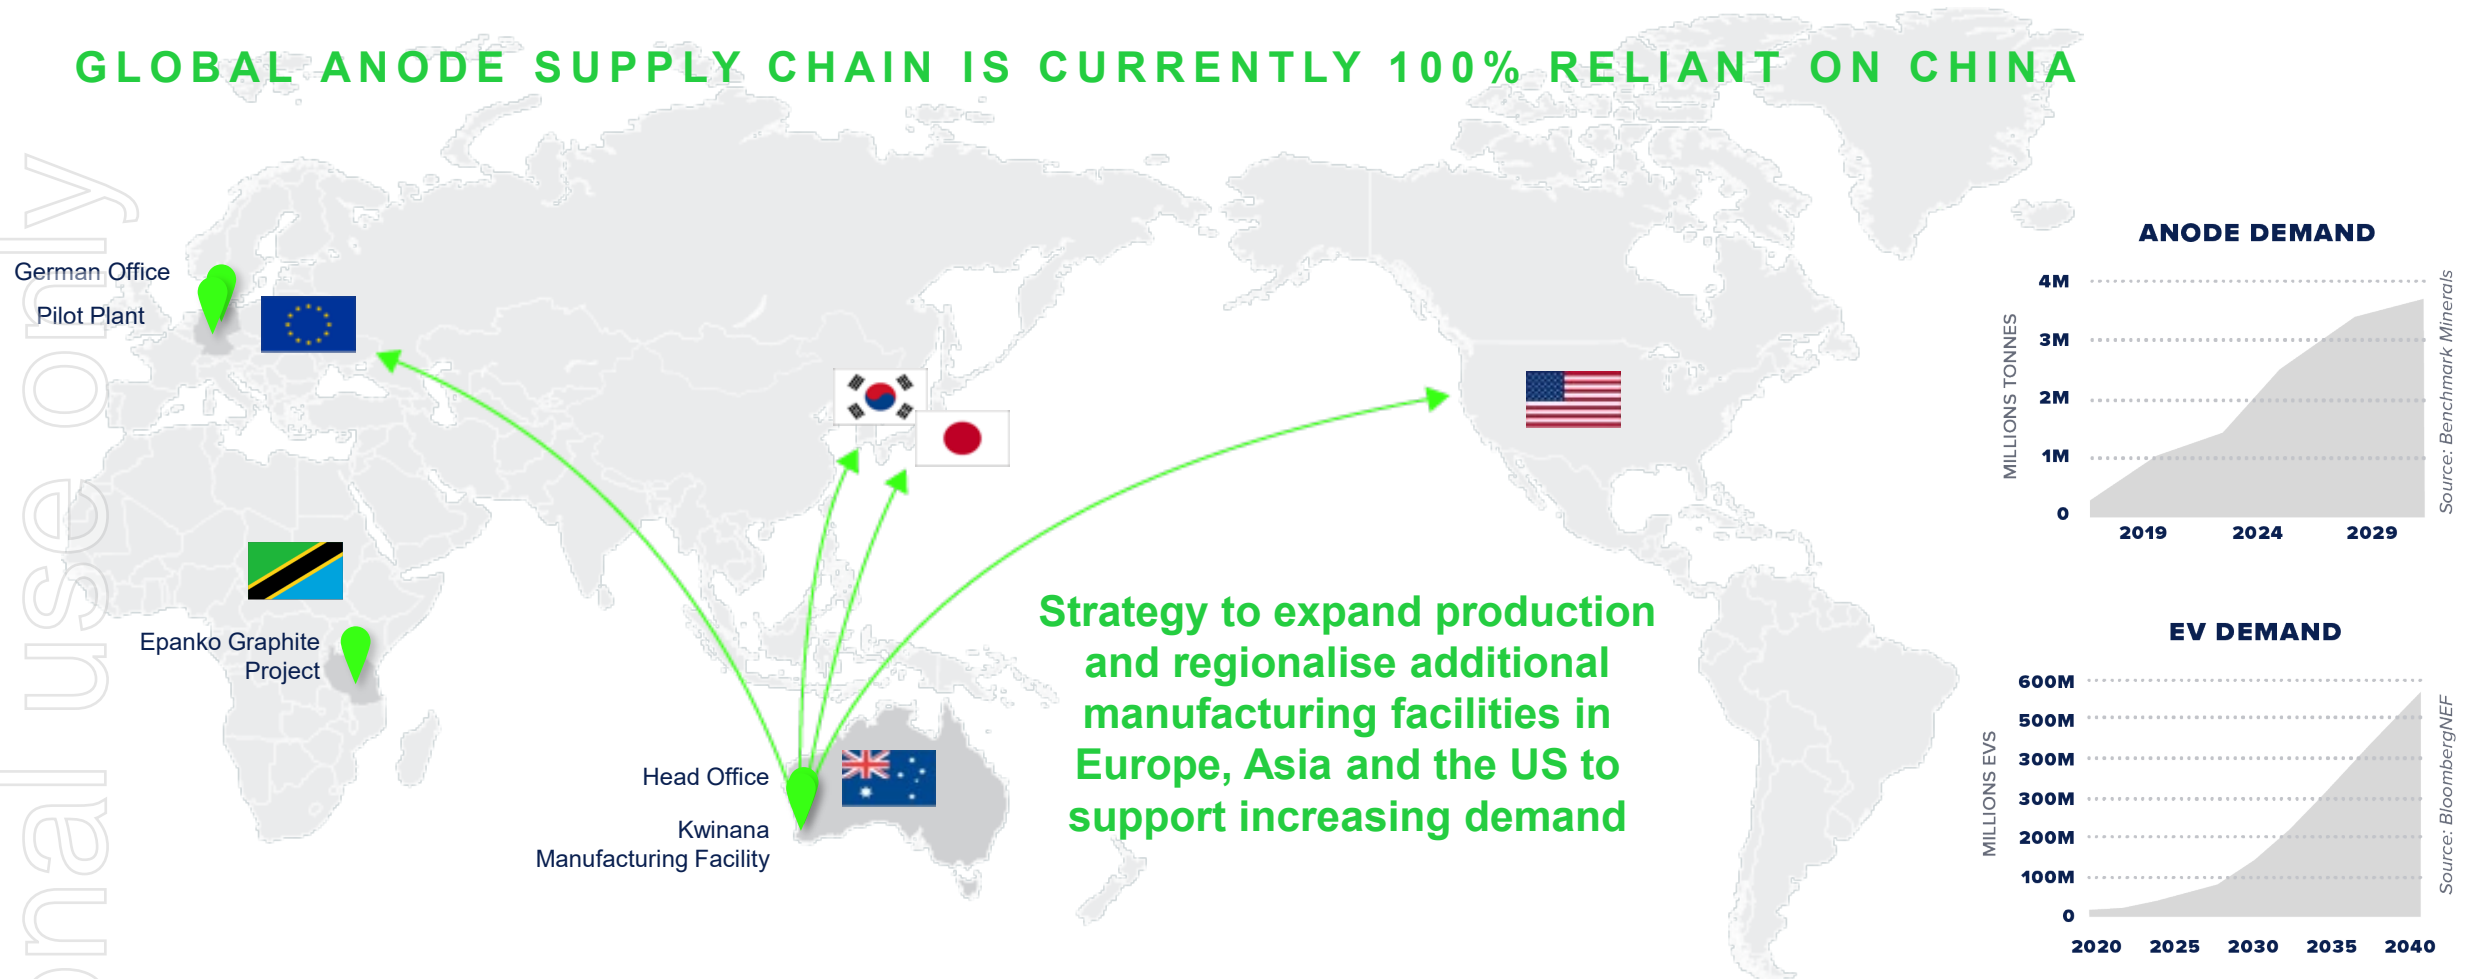 GLOBAL ANODE SUPPLY CHAIN IS CURRENTLY 100% RELIANT ON CHINA
German Office
Pilot Plant
Epanko Graphite
Project
Head Office
Kwinana
Manufacturing Facility
Strategy to expand production
and regionalise additional
manufacturing facilities in
Europe, Asia and the US to
support increasing demand
ANODE DEMAND
MILLIONS TONNES
4M
3M
2M
1M
0
2019 2024 2029
Source: Benchmark Minerals
EV DEMAND
MILLIONS EVS
600M
500M
300M
300M
200M
100M
0
2020 2025 2030 2035 2040
Source: BloombergNEF
onal use only